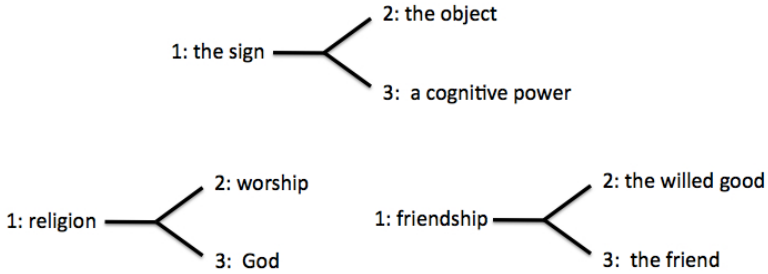 2: the object
1: the sign
3: a cognitive power
2: worship
1: religion
3: God
2: the willed good
1: friendship
3: the friend